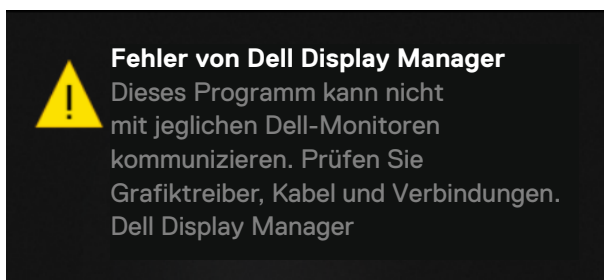 Fehler von Dell Display Manager
Dieses Programm kann nicht
mit jeglichen Dell-Monitoren
kommunizieren. Prüfen Sie
Grafiktreiber, Kabel und Verbindungen.
Dell Display Manager